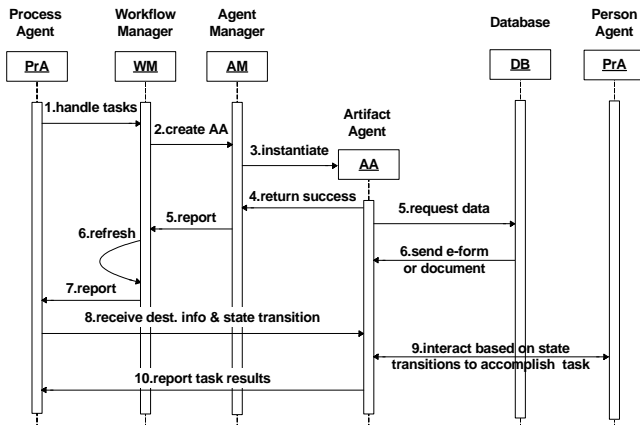 Process
Agent
Workflow
Manager
Agent
Manager
Database
Person
Agent
PrA
WM
AM
DB
PrA
1.handle tasks
2.create AA
Artifact
Agent
3.instantiate
AA
4.return success
5.report
5.request data
6.refresh
6.send e-form
or document
7.report
8.receive dest. info & state transition
9.interact based on state
transitions to accomplish task
10.report task results